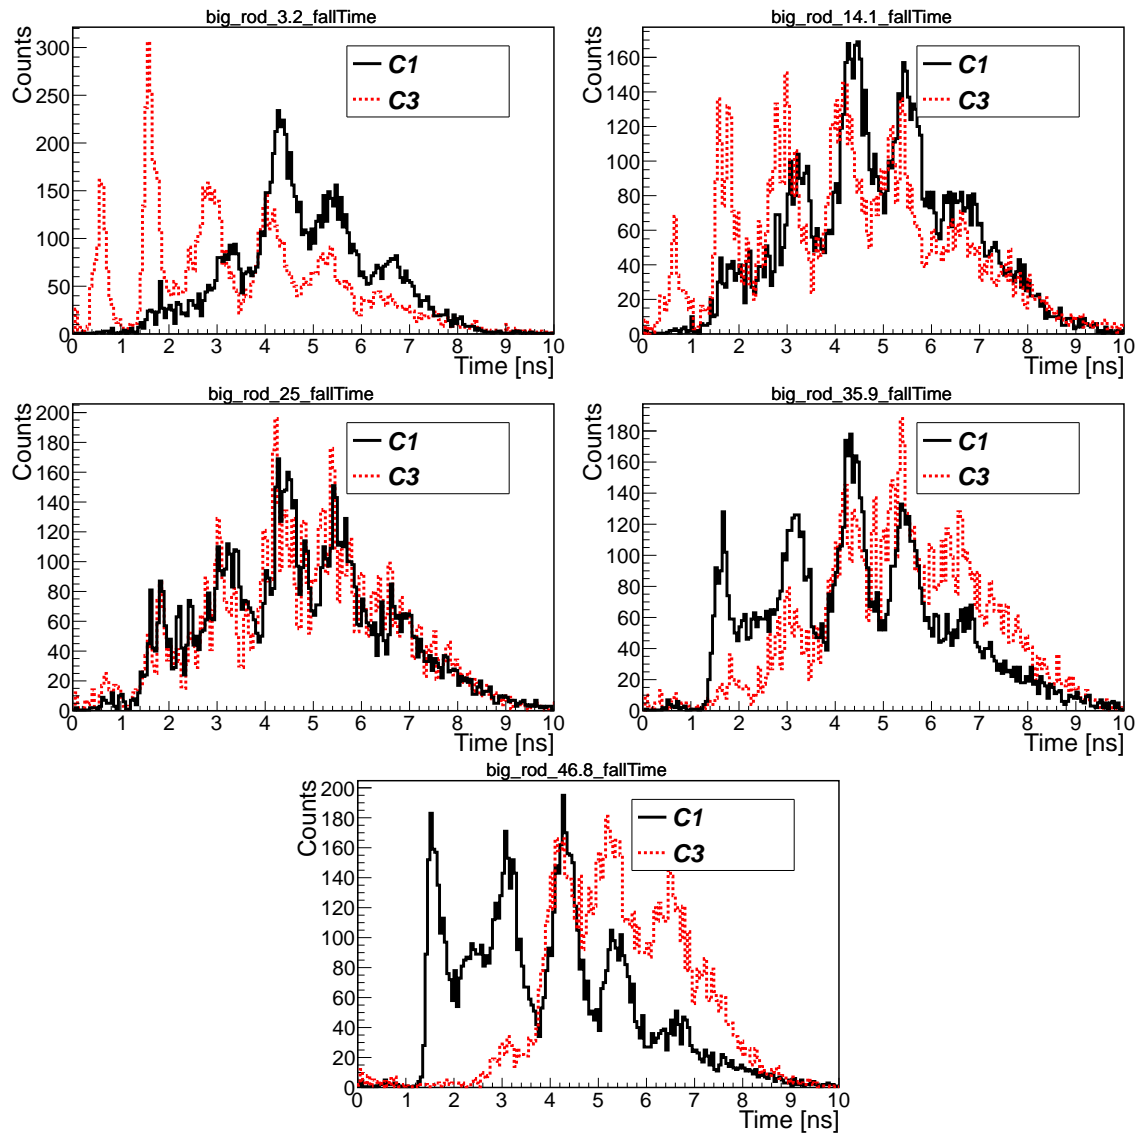 big_rod_3.2_fallTime
Counts
300
250
200
150
100
50
0
C1
C3
0 1 2 3 4 5 6 7 8 9 10
Time [ns]
big_rod_14.1_fallTime
Counts
160
140
120
100
80
60
40
20
0
C1
C3
0 1 2 3 4 5 6 7 8 9 10
Time [ns]
big_rod_25_fallTime
Counts
200
180
160
140
120
100
80
60
40
20
0
C1
C3
0 1 2 3 4 5 6 7 8 9 10
Time [ns]
big_rod_35.9_fallTime
Counts
180
160
140
120
100
80
60
40
20
0
C1
C3
0 1 2 3 4 5 6 7 8 9 10
Time [ns]
big_rod_46.8_fallTime
Counts
200
180
160
140
120
100
80
60
40
20
0
C1
C3
0 1 2 3 4 5 6 7 8 9 10
Time [ns]